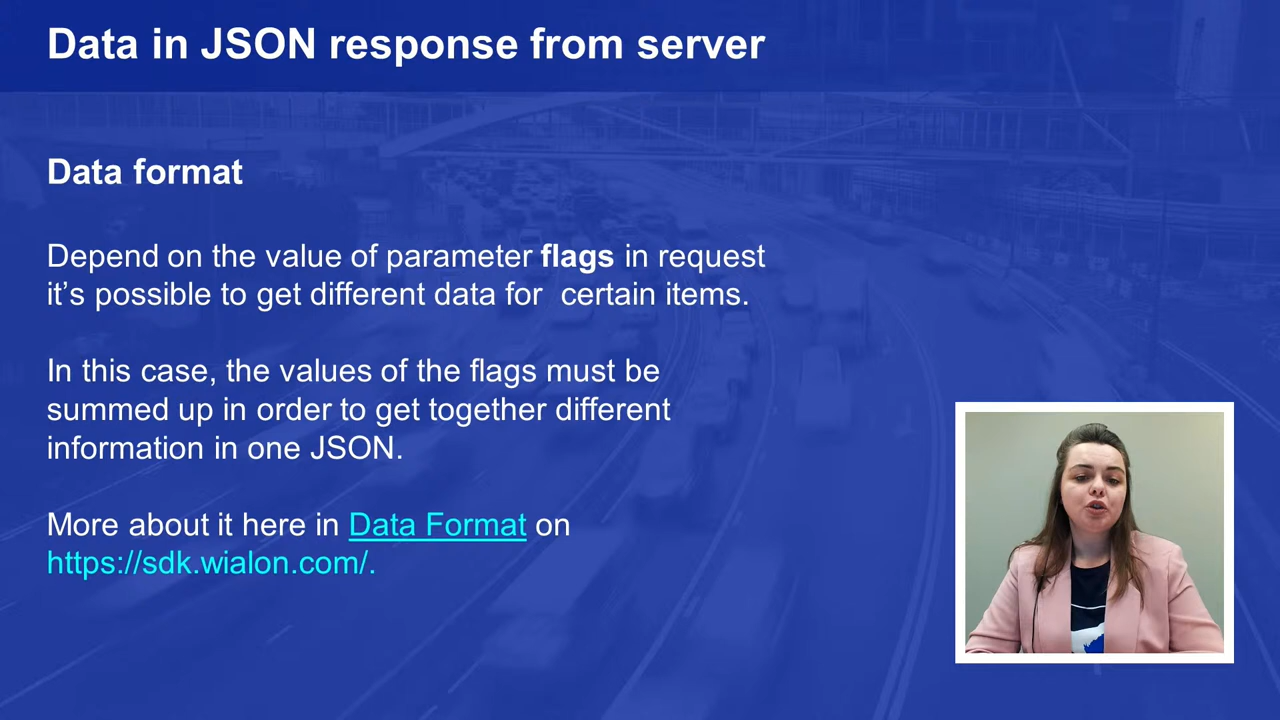 Data in JSON response from server
Data format
Depend on the value of parameter flags in request
it’s possible to get different data for  certain items.
In this case, the values of the flags must be
summed up in order to get together different
information in one JSON.
More about it here in Data Format on
https://sdk.wialon.com/.